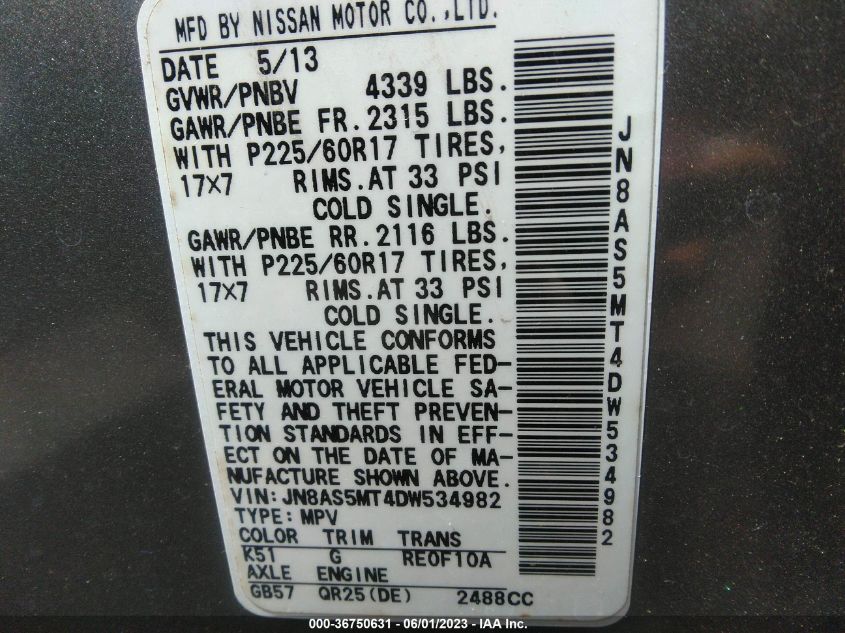 MFD BY NISSAN MOTOR CO.,LTD.
DATE 5/13
GVWR/PNBV 4339 LBS.
GAWR/PNBE FR. 2315 LBS.
WITH P225/60R17 TIRES,
17X7 RIMS.AT 33 PSI
COLD SINGLE.
GAWR/PNBE RR. 2116 LBS.
WITH P225/60R17 TIRES,
17X7 RIMS.AT 33 PSI
COLD SINGLE.
THIS VEHICLE CONFORMS
TO ALL APPLICABLE FED-
ERAL MOTOR VEHICLE SA-
FETY AND THEFT PREVEN-
TION STANDARDS IN EFF-
ECT ON THE DATE OF MA-
NUFACTURE SHOWN ABOVE.
VIN: JN8AS5MT4DW534982
TYPE: MPV
COLOR TRIM TRANS
K51 G RE0F10A
AXLE ENGINE
GB57 QR25(DE) 2488CC
JN8AS5MT4DW534982
000-36750631 - 06/01/2023 - IAA Inc.